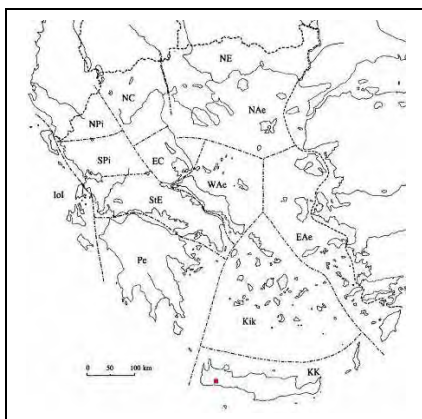 NE
NC
NAe
NPi
SPi
EC
WAe
IoI
StE
EAe
Pe
Kik
0 50 100 km
KK